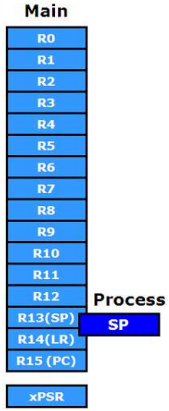 Main
R0
R1
R2
R3
R4
R5
R6
R7
R8
R9
R10
R11
R12
Process
R13(SP)
SP
R14(LR)
R15 (PC)
xPSR